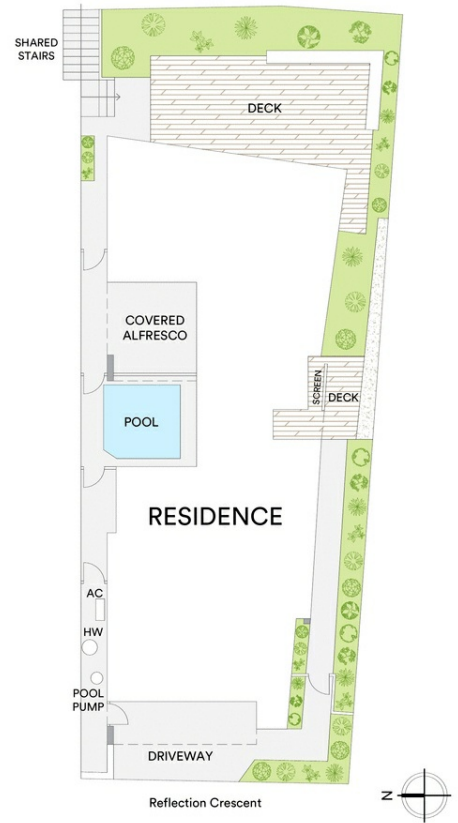 SHARED
STAIRS
DECK
COVERED
ALFRESCO
SCREEN
DECK
POOL
RESIDENCE
AC
HW
POOL
PUMP
DRIVEWAY
Reflection Crescent
N